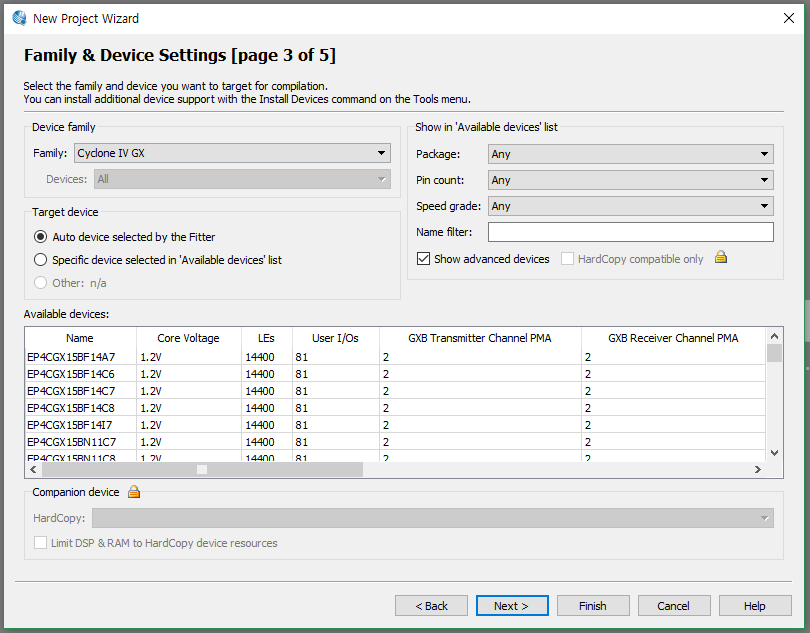 New Project Wizard
Family & Device Settings [page 3 of 5]
Select the family and device you want to target for compilation.
You can install additional device support with the Install Devices command on the Tools menu.
Device family
Family: Cyclone IV GX
Devices: All
Target device
Auto device selected by the Fitter
Specific device selected in 'Available devices' list
Other: n/a
Show in 'Available devices' list
Package: Any
Pin count: Any
Speed grade: Any
Name filter:
Show advanced devices HardCopy compatible only
Available devices:
Name Core Voltage LEs User I/Os GXB Transmitter Channel PMA GXB Receiver Channel PMA
EP4CGX15BF14A7 1.2V 14400 81 2 2
EP4CGX15BF14C6 1.2V 14400 81 2 2
EP4CGX15BF14C7 1.2V 14400 81 2 2
EP4CGX15BF14C8 1.2V 14400 81 2 2
EP4CGX15BF14I7 1.2V 14400 81 2 2
EP4CGX15BN11C7 1.2V 14400 81 2 2
EP4CGX15BN11C8 1.2V 14400 81 2 2
Companion device
HardCopy:
Limit DSP & RAM to HardCopy device resources
< Back Next > Finish Cancel Help